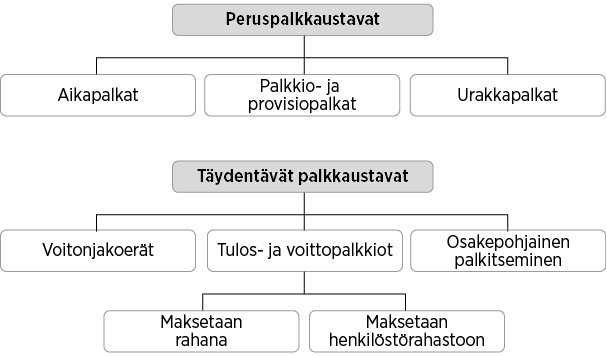 Peruspalkkaustavat
Aikapalkat
Palkkio- ja
provisiopalkat
Urakkapalkat
Täydentävät palkkaustavat
Voitonjakoerät
Tulos- ja voittopalkkiot
Osakepohjainen
palkitseminen
Maksetaan
rahana
Maksetaan
henkilöstörahastoon